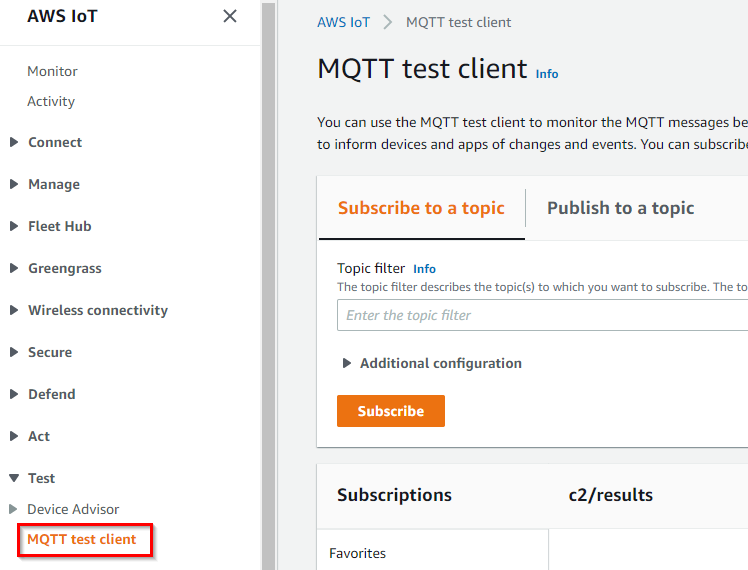 AWS IoT
Monitor
Activity
Connect
Manage
Fleet Hub
Greengrass
Wireless connectivity
Secure
Defend
Act
Test
Device Advisor
MQTT test client
AWS IoT > MQTT test client
MQTT test client Info
You can use the MQTT test client to monitor the MQTT messages be
to inform devices and apps of changes and events. You can subscribe
Subscribe to a topic
Publish to a topic
Topic filter Info
The topic filter describes the topic(s) to which you want to subscribe. The to
Enter the topic filter
Additional configuration
Subscribe
Subscriptions
c2/results
Favorites